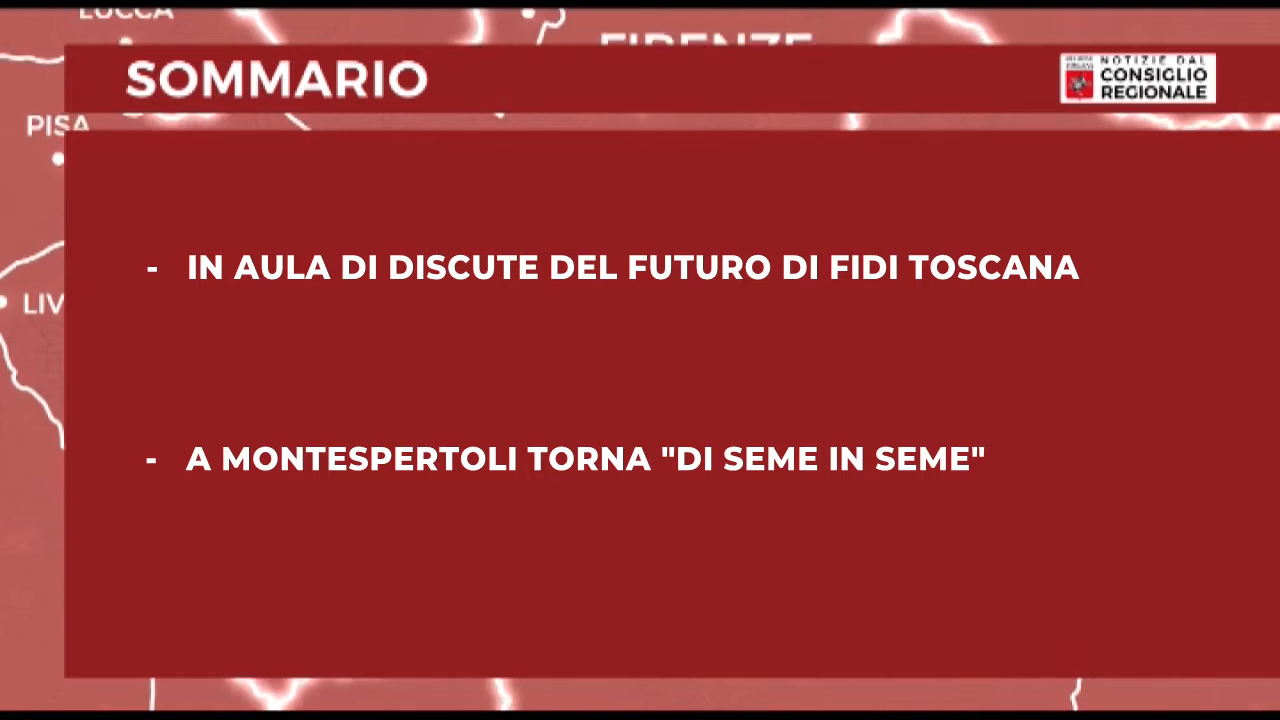 LUCCA
FIRENZE
SOMMARIO
NOTIZIE DAL
CONSIGLIO
REGIONALE
PISA
- IN AULA DI DISCUTE DEL FUTURO DI FIDI TOSCANA
LIV
- A MONTESPERTOLI TORNA "DI SEME IN SEME"